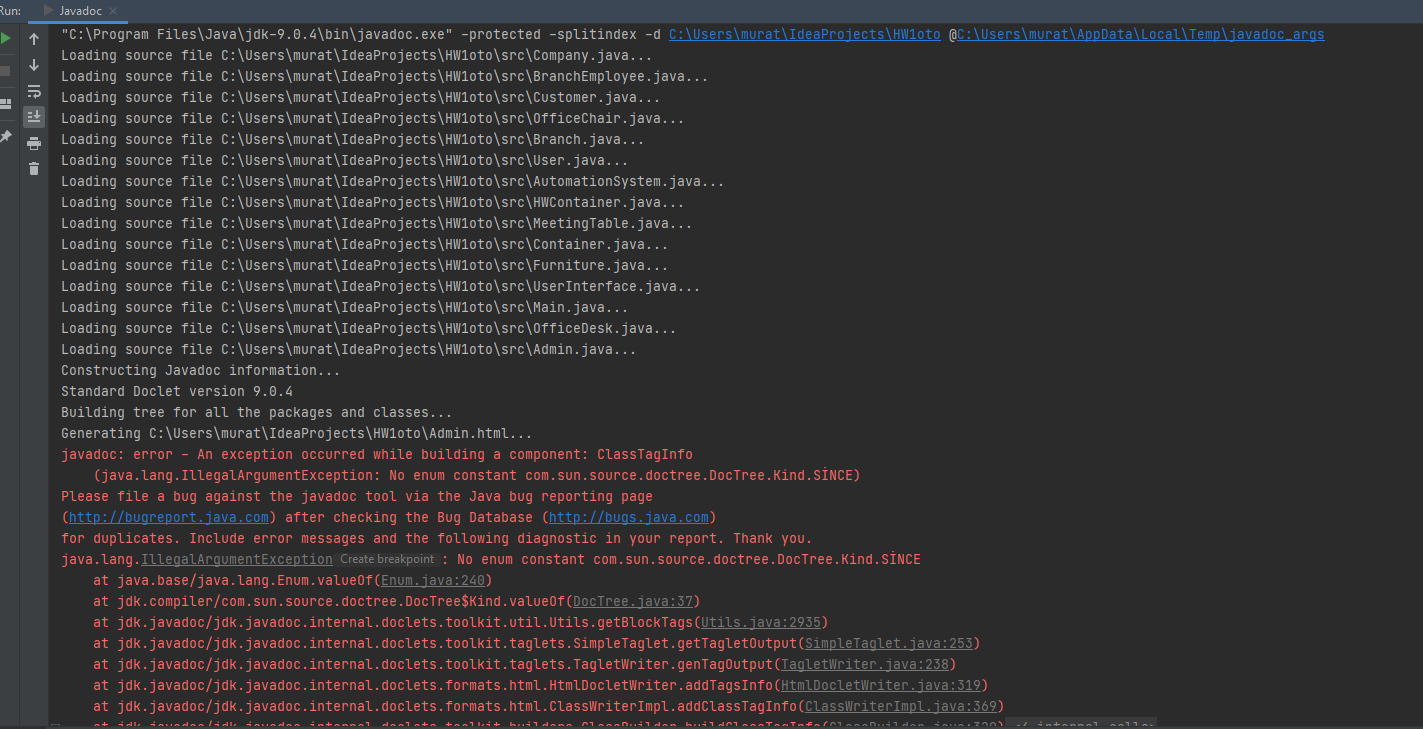 Run: Javadoc
"C:\Program Files\Java\jdk-9.0.4\bin\javadoc.exe" -protected -splitindex -d C:\Users\murat\IdeaProjects\HW1oto @C:\Users\murat\AppData\Local\Temp\javadoc_args
Loading source file C:\Users\murat\IdeaProjects\HW1oto\src\Company.java...
Loading source file C:\Users\murat\IdeaProjects\HW1oto\src\BranchEmployee.java...
Loading source file C:\Users\murat\IdeaProjects\HW1oto\src\Customer.java...
Loading source file C:\Users\murat\IdeaProjects\HW1oto\src\OfficeChair.java...
Loading source file C:\Users\murat\IdeaProjects\HW1oto\src\Branch.java...
Loading source file C:\Users\murat\IdeaProjects\HW1oto\src\User.java...
Loading source file C:\Users\murat\IdeaProjects\HW1oto\src\AutomationSystem.java...
Loading source file C:\Users\murat\IdeaProjects\HW1oto\src\HWContainer.java...
Loading source file C:\Users\murat\IdeaProjects\HW1oto\src\MeetingTable.java...
Loading source file C:\Users\murat\IdeaProjects\HW1oto\src\Container.java...
Loading source file C:\Users\murat\IdeaProjects\HW1oto\src\Furniture.java...
Loading source file C:\Users\murat\IdeaProjects\HW1oto\src\UserInterface.java...
Loading source file C:\Users\murat\IdeaProjects\HW1oto\src\Main.java...
Loading source file C:\Users\murat\IdeaProjects\HW1oto\src\OfficeDesk.java...
Loading source file C:\Users\murat\IdeaProjects\HW1oto\src\Admin.java...
Constructing Javadoc information...
Standard Doclet version 9.0.4
Building tree for all the packages and classes...
Generating C:\Users\murat\IdeaProjects\HW1oto\Admin.html...
javadoc: error - An exception occurred while building a component: ClassTagInfo
(java.lang.IllegalArgumentException: No enum constant com.sun.source.doctree.DocTree.Kind.SİNCE)
Please file a bug against the javadoc tool via the Java bug reporting page
(http://bugreport.java.com) after checking the Bug Database (http://bugs.java.com)
for duplicates. Include error messages and the following diagnostic in your report. Thank you.
java.lang.IllegalArgumentException Create breakpoint : No enum constant com.sun.source.doctree.DocTree.Kind.SİNCE
at java.base/java.lang.Enum.valueOf(Enum.java:240)
at jdk.compiler/com.sun.source.doctree.DocTree$Kind.valueOf(DocTree.java:37)
at jdk.javadoc/jdk.javadoc.internal.doclets.toolkit.util.Utils.getBlockTags(Utils.java:2935)
at jdk.javadoc/jdk.javadoc.internal.doclets.toolkit.taglets.SimpleTaglet.getTagletOutput(SimpleTaglet.java:253)
at jdk.javadoc/jdk.javadoc.internal.doclets.toolkit.taglets.TagletWriter.genTagOutput(TagletWriter.java:238)
at jdk.javadoc/jdk.javadoc.internal.doclets.formats.html.HtmlDocletWriter.addTagsInfo(HtmlDocletWriter.java:319)
at jdk.javadoc/jdk.javadoc.internal.doclets.formats.html.ClassWriterImpl.addClassTagInfo(ClassWriterImpl.java:369)